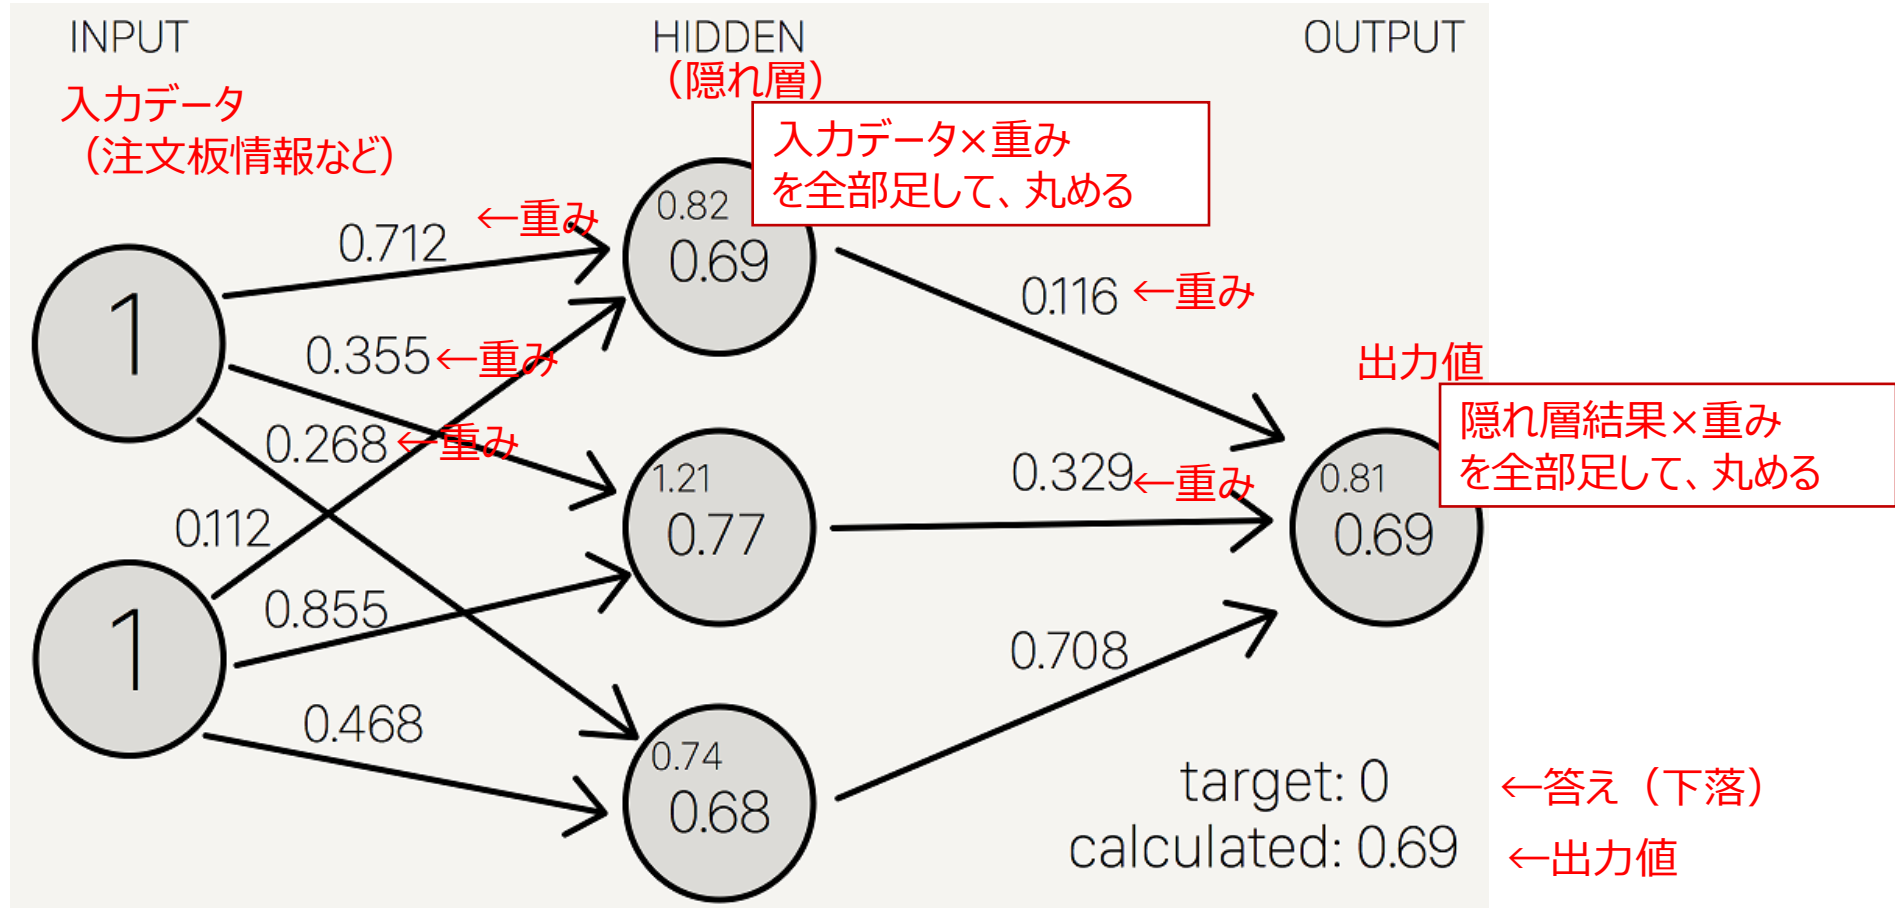 INPUT
HIDDEN
OUTPUT
(隠れ層)
入力データ
(注文板情報など)
入力データ×重み
を全部足して、丸める
0.82
0.69
0.712
←重み
1
0.355
←重み
0.268
←重み
0.112
0.116
←重み
出力値
隠れ層結果×重み
を全部足して、丸める
1.21
0.77
0.329
←重み
0.81
0.69
1
0.855
0.468
0.708
0.74
0.68
target: 0
←答え(下落)
calculated: 0.69
←出力値